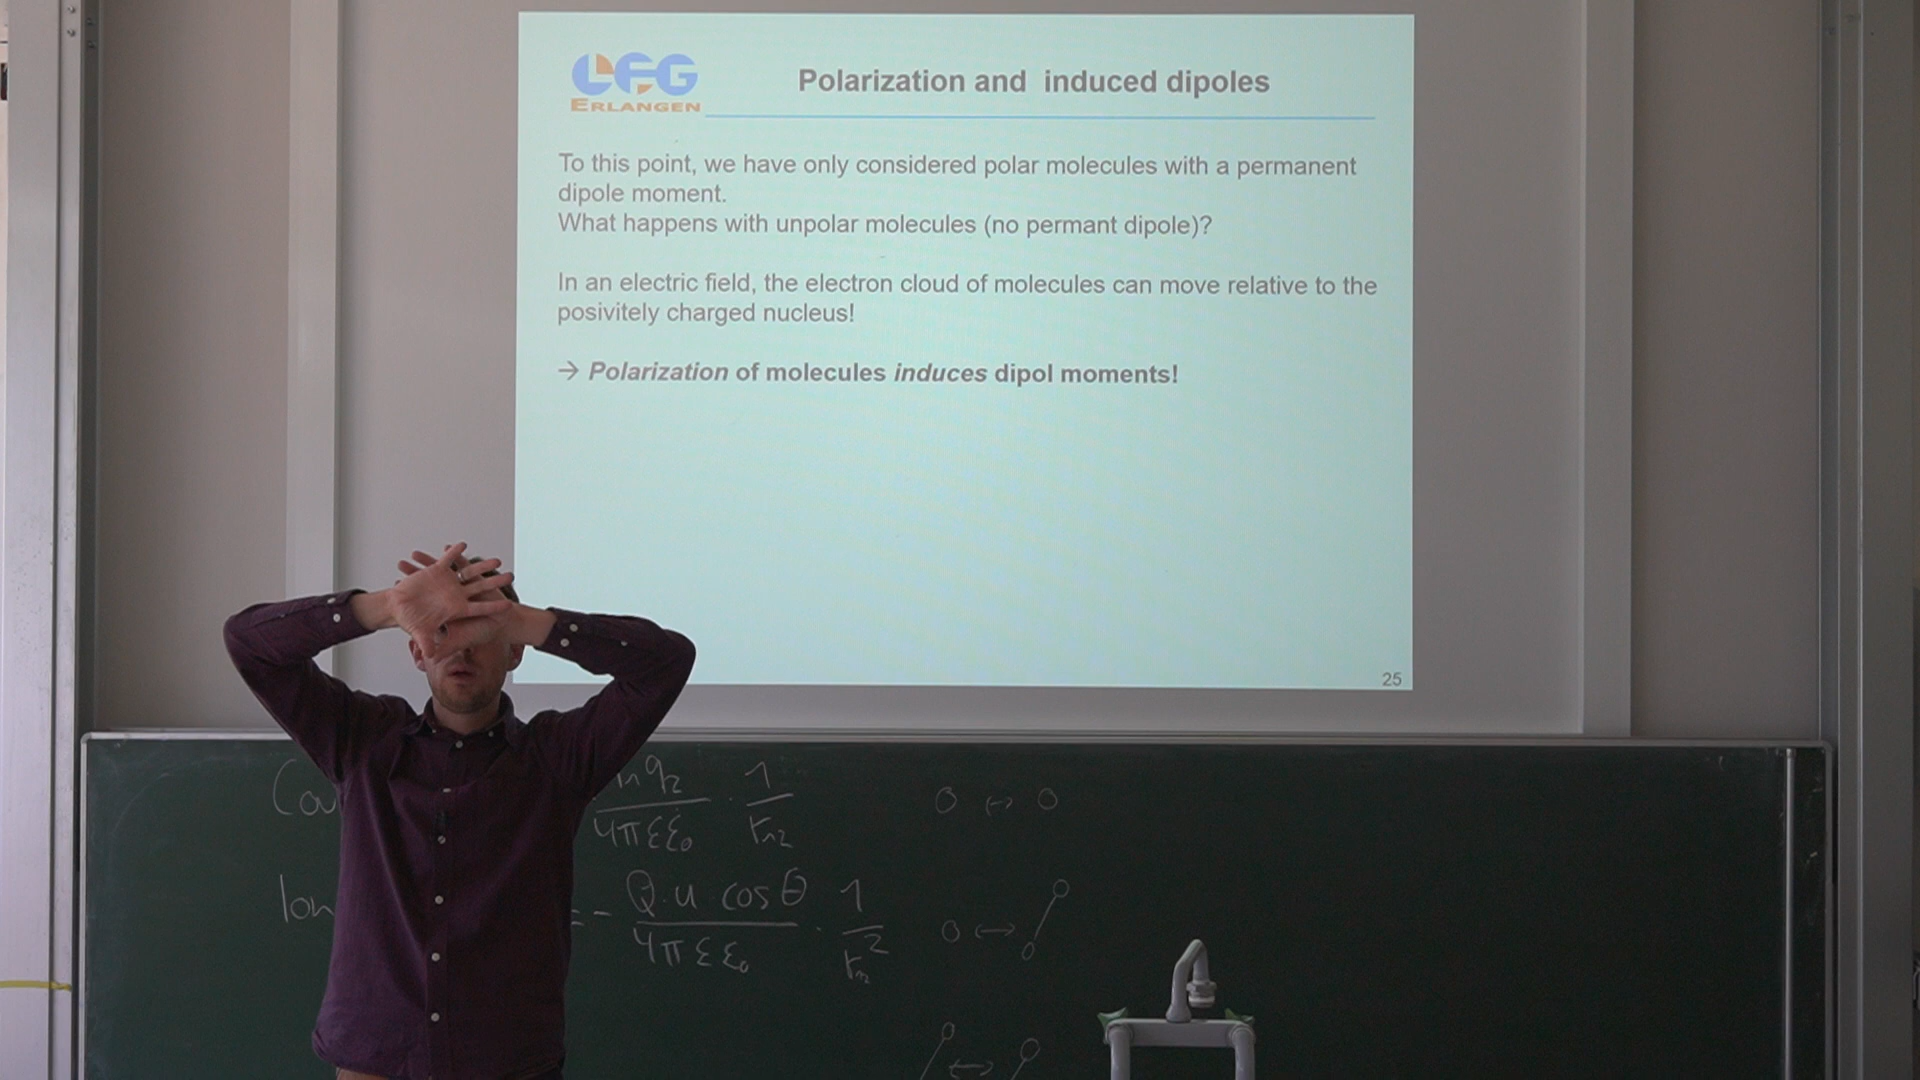 LFG
ERLANGEN
Polarization and induced dipoles
To this point, we have only considered polar molecules with a permanent
dipole moment.
What happens with unpolar molecules (no permant dipole)?
In an electric field, the electron cloud of molecules can move relative to the
posivitely charged nucleus!
→ Polarization of molecules induces dipol moments!
25
q₂ / 4πεε₀ · 1 / r₁₂
= - Q·u cosθ / 4πεε₀ · 1 / r₁₂²